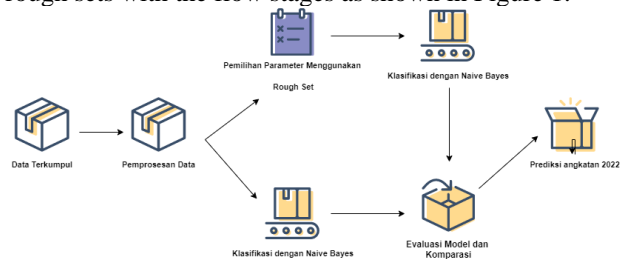 rough sets with the flow stages as shown in Figure 1.
Pemilihan Parameter Menggunakan
Rough Set
Klasifikasi dengan Naive Bayes
Data Terkumpul
Pemprosesan Data
Prediksi angkatan 2022
Klasifikasi dengan Naive Bayes
Evaluasi Model dan
Komparasi